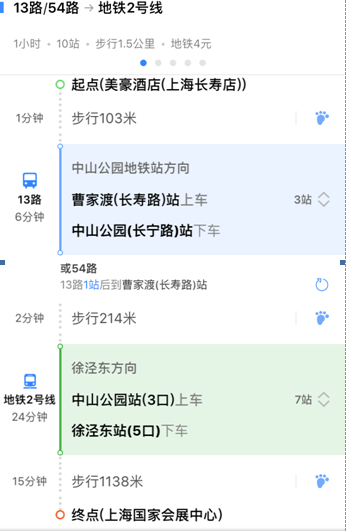 13路/54路 → 地铁2号线
1小时 • 10站 • 步行1.5公里 • 地铁4元
起点(美豪酒店(上海长寿店))
1分钟 步行103米
中山公园地铁站方向
曹家渡(长寿路)站上车 3站
13路
6分钟
中山公园(长宁路)站下车
或54路
13路1站后到曹家渡(长寿路)站
2分钟 步行214米
徐泾东方向
地铁2号线 中山公园站(3口)上车 7站
24分钟
徐泾东站(5口)下车
15分钟 步行1138米
终点(上海国家会展中心)